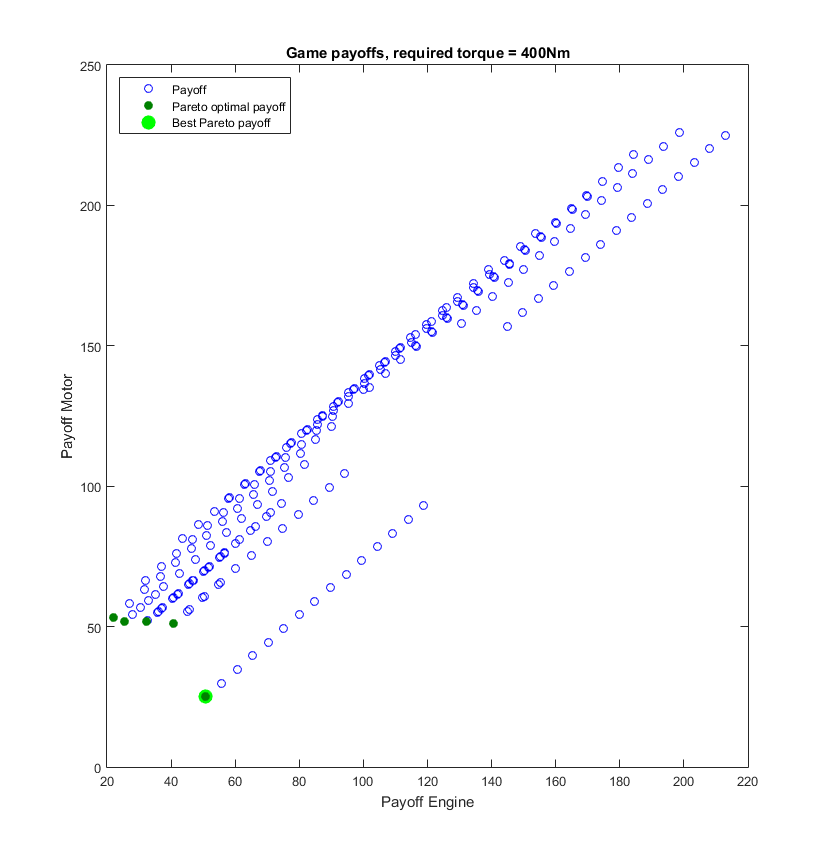 Game payoffs, required torque = 400Nm
250
Payoff
Pareto optimal payoff
Best Pareto payoff
200
150
Payoff Motor
100
50
0
20 40 60 80 100 120 140 160 180 200 220
Payoff Engine